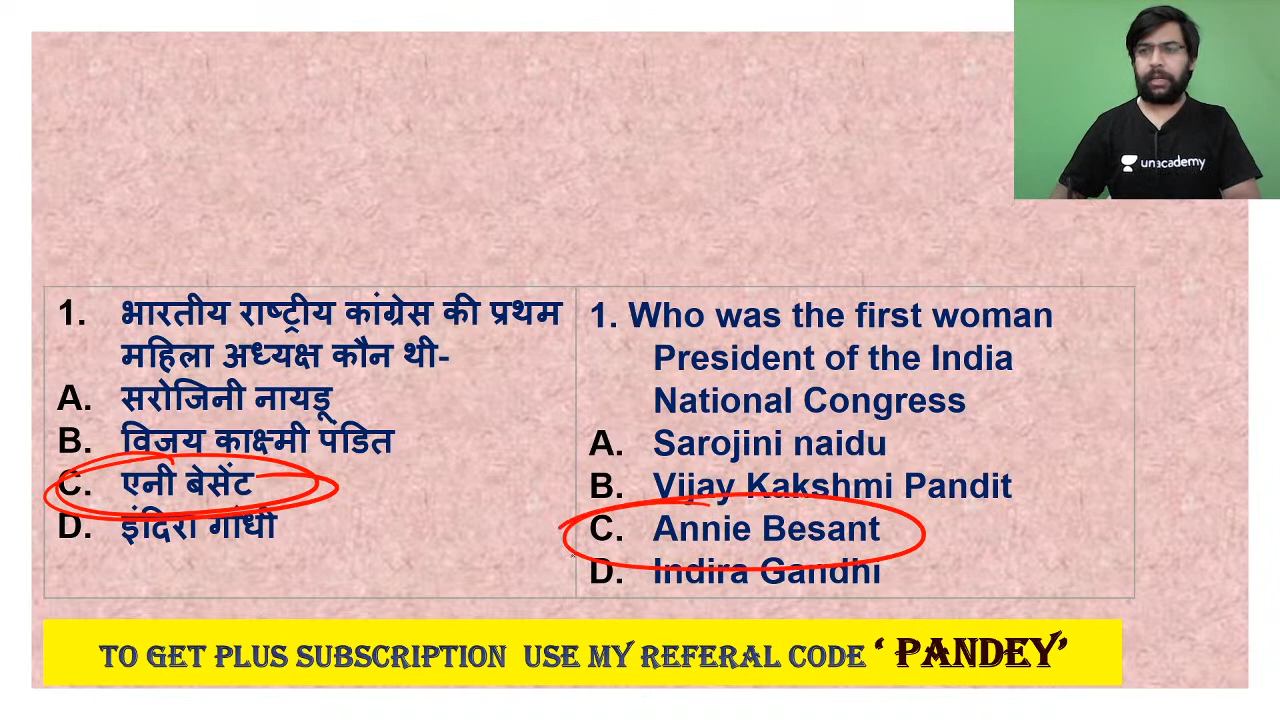 unacademy
1. भारतीय राष्ट्रीय कांग्रेस की प्रथम
महिला अध्यक्ष कौन थी-
A. सरोजिनी नायडू
B. विजय काक्ष्मी पंडित
C. एनी बेसेंट
D. इंदिरा गांधी
1. Who was the first woman
President of the India
National Congress
A. Sarojini naidu
B. Vijay Kakshmi Pandit
C. Annie Besant
D. Indira Gandhi
TO GET PLUS SUBSCRIPTION USE MY REFERAL CODE ‘ PANDEY’